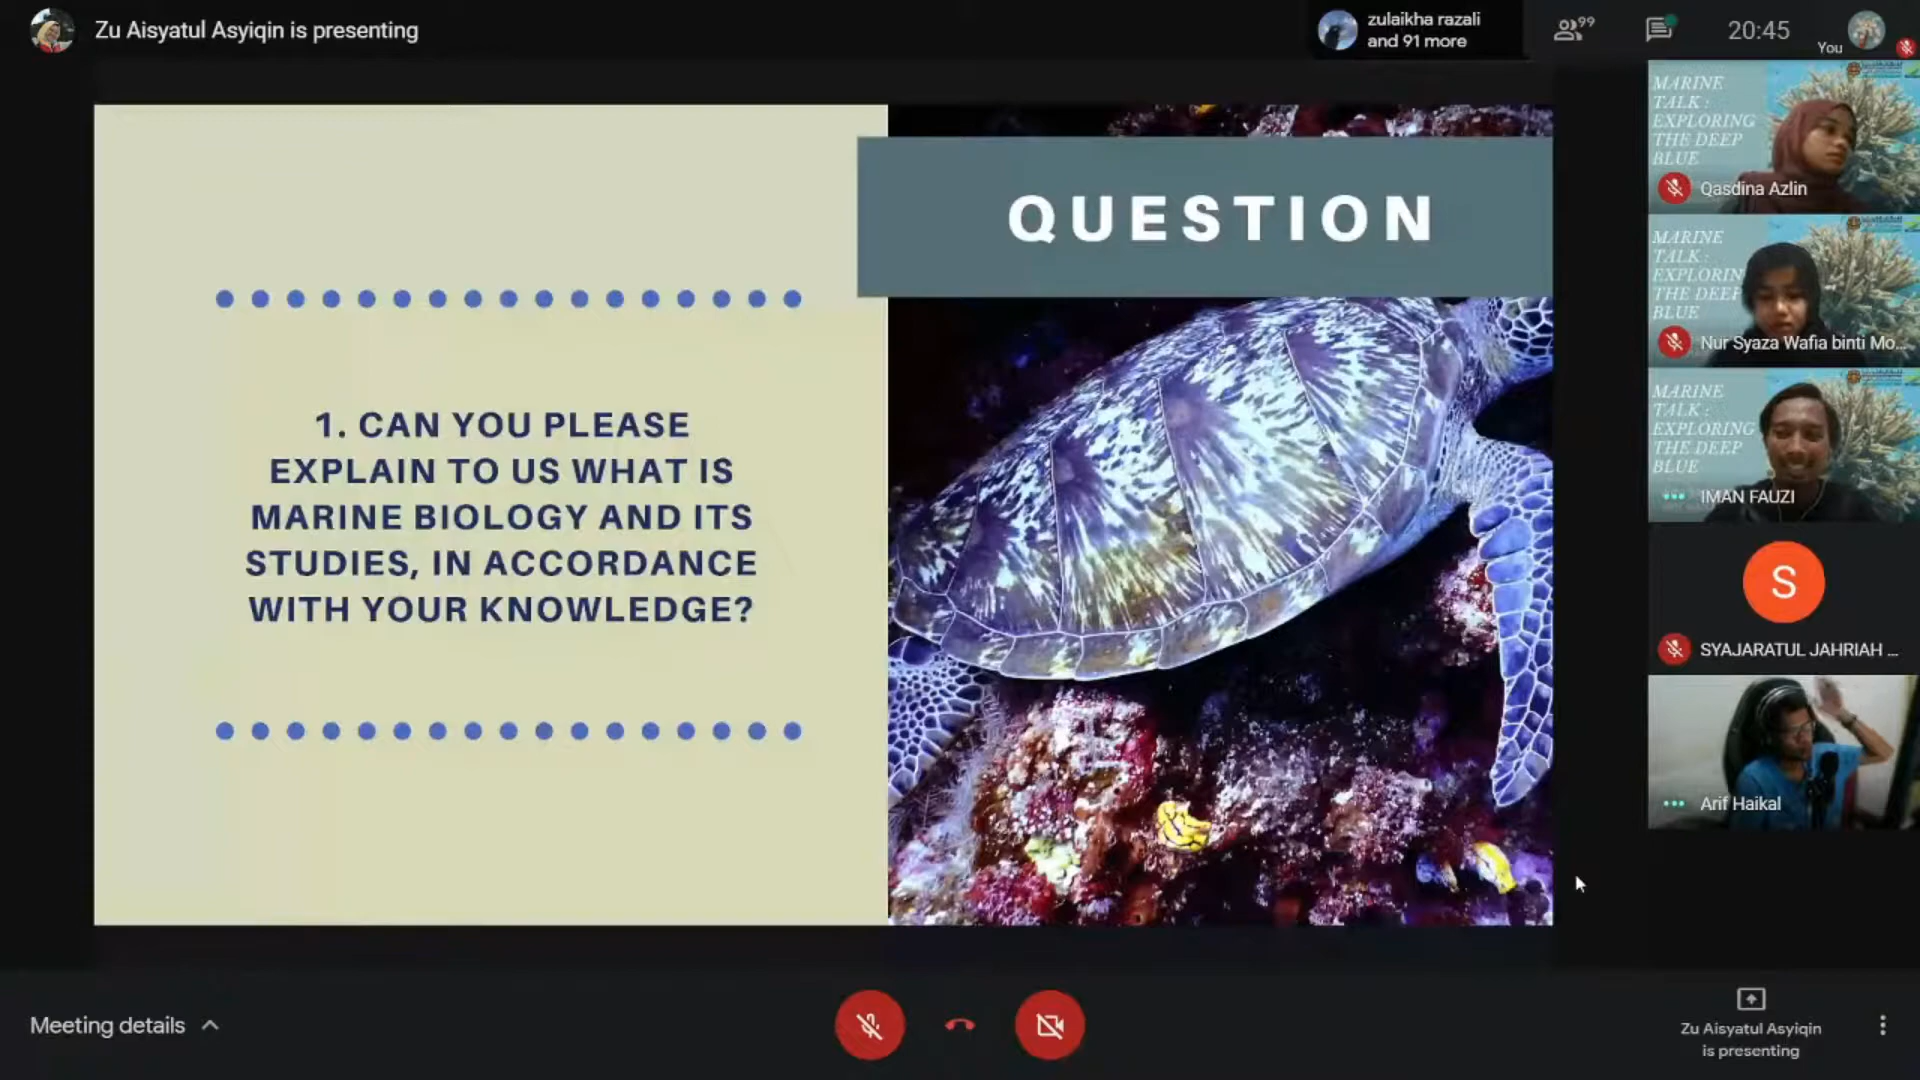 Zu Aisyatul Asyiqin is presenting
zulaikha razali
and 91 more
99
20:45
You
QUESTION
1. CAN YOU PLEASE
EXPLAIN TO US WHAT IS
MARINE BIOLOGY AND ITS
STUDIES, IN ACCORDANCE
WITH YOUR KNOWLEDGE?
MARINE
TALK :
EXPLORING
THE DEEP
BLUE
Qasdina Azlin
MARINE
TALK :
EXPLORIN
THE DEEP
BLUE
Nur Syaza Wafia binti Mo...
MARINE
TALK :
EXPLORING
THE DEEP
BLUE
IMAN FAUZI
S
SYAJARATUL JAHRIAH ...
Arif Haikal
Meeting details
Zu Aisyatul Asyiqin
is presenting